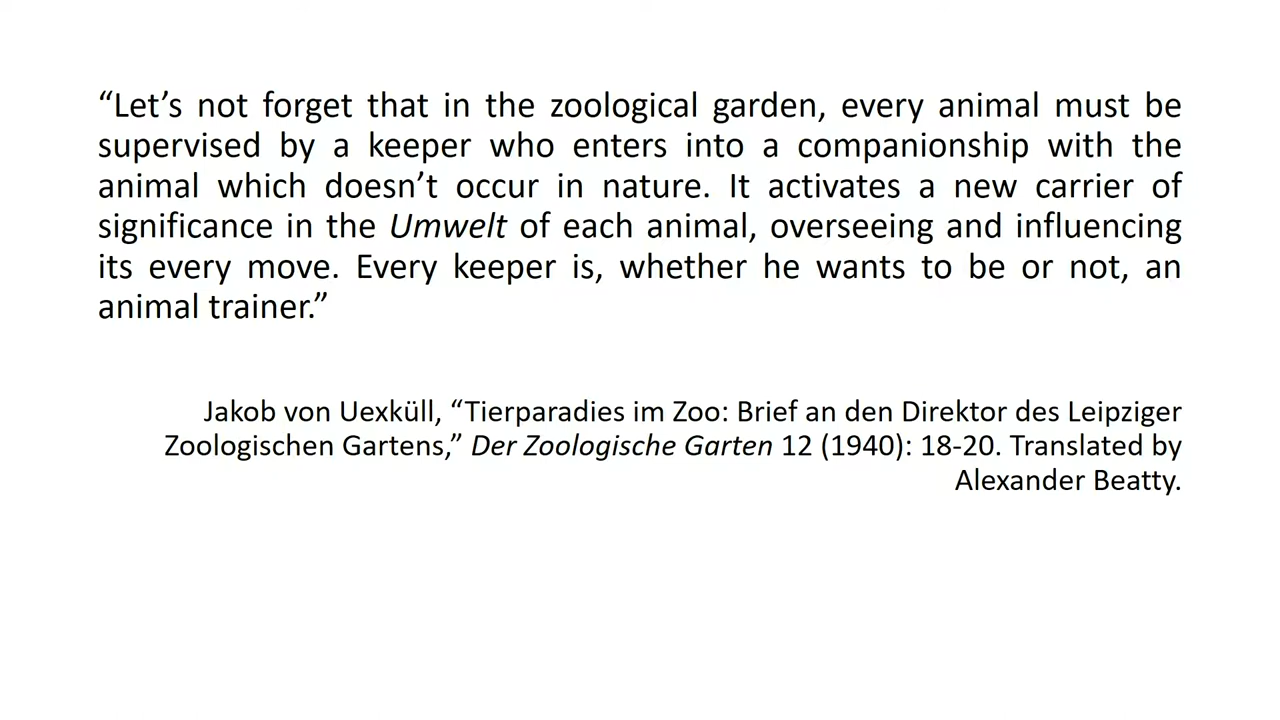 “Let’s not forget that in the zoological garden, every animal must be
supervised by a keeper who enters into a companionship with the
animal which doesn’t occur in nature. It activates a new carrier of
significance in the Umwelt of each animal, overseeing and influencing
its every move. Every keeper is, whether he wants to be or not, an
animal trainer.”
Jakob von Uexküll, “Tierparadies im Zoo: Brief an den Direktor des Leipziger
Zoologischen Gartens,” Der Zoologische Garten 12 (1940): 18-20. Translated by
Alexander Beatty.